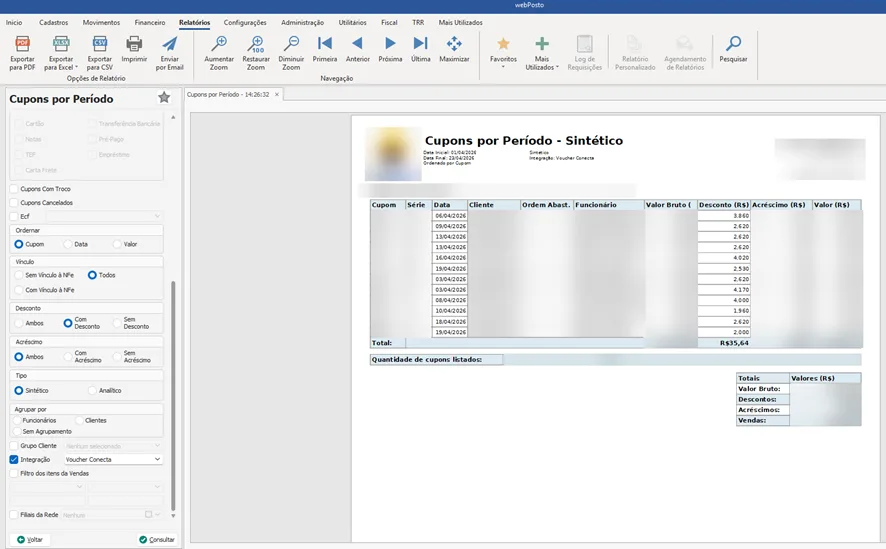 webPosto
Início Cadastros Movimentos Financeiro Relatórios Configurações Administração Utilitários Fiscal TRR Mais Utilizados
Exportar para PDF Exportar para Excel Exportar para CSV Imprimir Enviar por Email Aumentar Zoom Restaurar Zoom Diminuir Zoom Primeira Anterior Próxima Última Maximizar Favoritos Mais Utilizados Log de Requisições Relatório Personalizado Agendamento de Relatórios Pesquisar
Opções de Relatório Navegação
Cupons por Período
Cupons por Período - 14:26:32 ×
Cartão Transferência Bancária
Notas Pré-Pago
TEF Empréstimo
Carta Frete
Cupons Com Troco
Cupons Cancelados
Ecf
Ordernar
Cupom Data Valor
Vínculo
Sem Vínculo à NFe Todos
Com Vínculo à NFe
Desconto
Ambos Com Desconto Sem Desconto
Acréscimo
Ambos Com Acréscimo Sem Acréscimo
Tipo
Sintético Analítico
Agrupar por
Funcionários Clientes
Sem Agrupamento
Grupo Cliente Nenhum selecionado
Integração Voucher Conecta
Filtro dos itens da Vendas
Filiais da Rede Nenhuma
Voltar Consultar
Cupons por Período - Sintético
Data Inicial: 01/04/2026 Sintético
Data Final: 23/04/2026 Integração: Voucher Conecta
Ordenado por Cupom
Cupom Série Data Cliente Ordem Abast. Funcionário Valor Bruto ( Desconto (R$) Acréscimo (R$) Valor (R$)
06/04/2026 3.860
09/04/2026 2.620
13/04/2026 2.620
13/04/2026 2.620
16/04/2026 4.020
19/04/2026 2.530
03/04/2026 2.620
03/04/2026 4.170
08/04/2026 4.000
10/04/2026 1.960
18/04/2026 2.620
19/04/2026 2.000
Total: R$35,64
Quantidade de cupons listados:
Totais Valores (R$)
Valor Bruto:
Descontos:
Acréscimos:
Vendas: